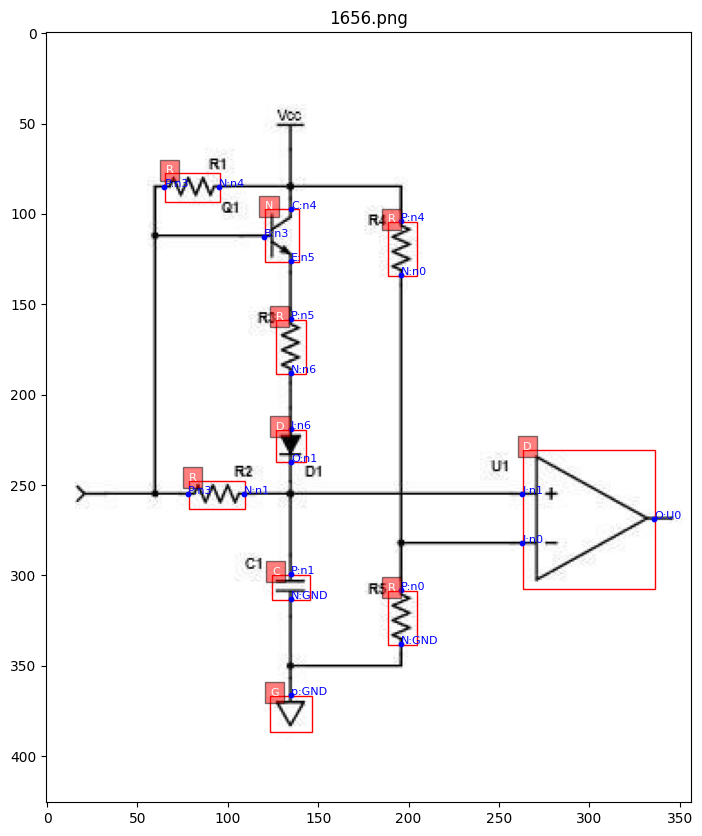 1656.png
Vcc
R R1
P:n3 N:n4
N Q1
C:n4
B:n3
E:n5
R4 R P:n4
N:n0
R P:n5
N:n6
D I:n6
O:n1 D1
R R2
P:n3 N:n1
U1 D
I:n1 +
I:n0 −
O:U0
C1 C P:n1
N:GND
R5 R P:n0
N:GND
G p:GND
0
50
100
150
200
250
300
350
400
0 50 100 150 200 250 300 350